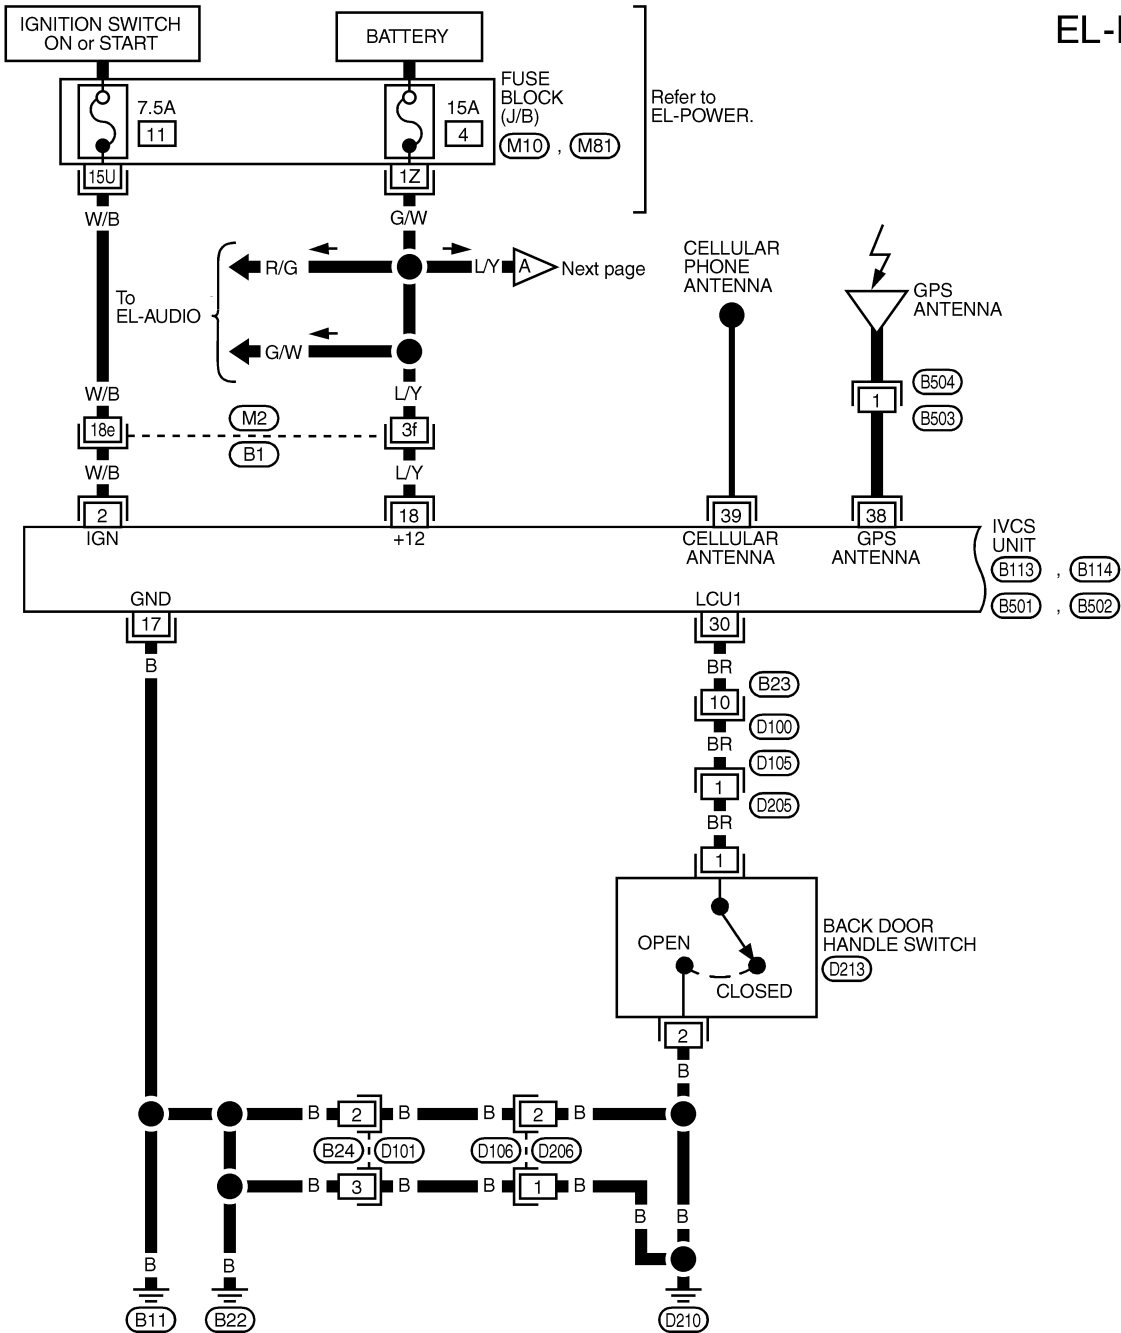 IGNITION SWITCH
ON or START
BATTERY
EL-
7.5A
11
15A
4
FUSE
BLOCK
(J/B)
M10 , M81
Refer to
EL-POWER.
15U
1Z
W/B
G/W
R/G
L/Y
A
Next page
To
EL-AUDIO
G/W
CELLULAR
PHONE
ANTENNA
GPS
ANTENNA
W/B
L/Y
1
B504
B503
18e
M2
B1
3f
W/B
L/Y
2
18
39
38
IGN
+12
CELLULAR
ANTENNA
GPS
ANTENNA
IVCS
UNIT
B113 , B114
B501 , B502
GND
LCU1
17
30
B
BR
B23
10
D100
BR
D105
1
D205
BR
1
OPEN
CLOSED
BACK DOOR
HANDLE SWITCH
D213
2
B
B 2 B B 2 B
B24 D101 D106 D206
B 3 B B 1 B
B B
B B
B11 B22 D210